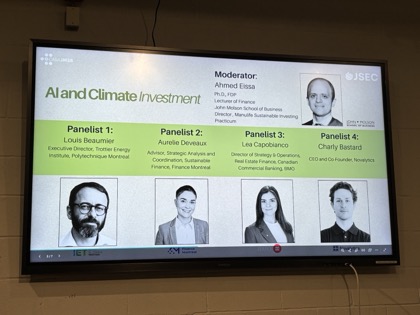 AI and Climate Investment
Moderator:
Ahmed Eissa
Ph.D., FDP
Lecturer of Finance
John Molson School of Business
Director, Manulife Sustainable Investing
Practicum
JSEC
Panelist 1:
Louis Beaumier
Executive Director, Trottier Energy
Institute, Polytechnique Montreal
Panelist 2:
Aurelie Deveaux
Advisor, Strategic Analysis and
Coordination, Sustainable
Finance, Finance Montreal
Panelist 3:
Lea Capobianco
Director of Strategy & Operations,
Real Estate Finance, Canadian
Commercial Banking, BMO
Panelist 4:
Charly Bastard
CEO and Co-Founder,